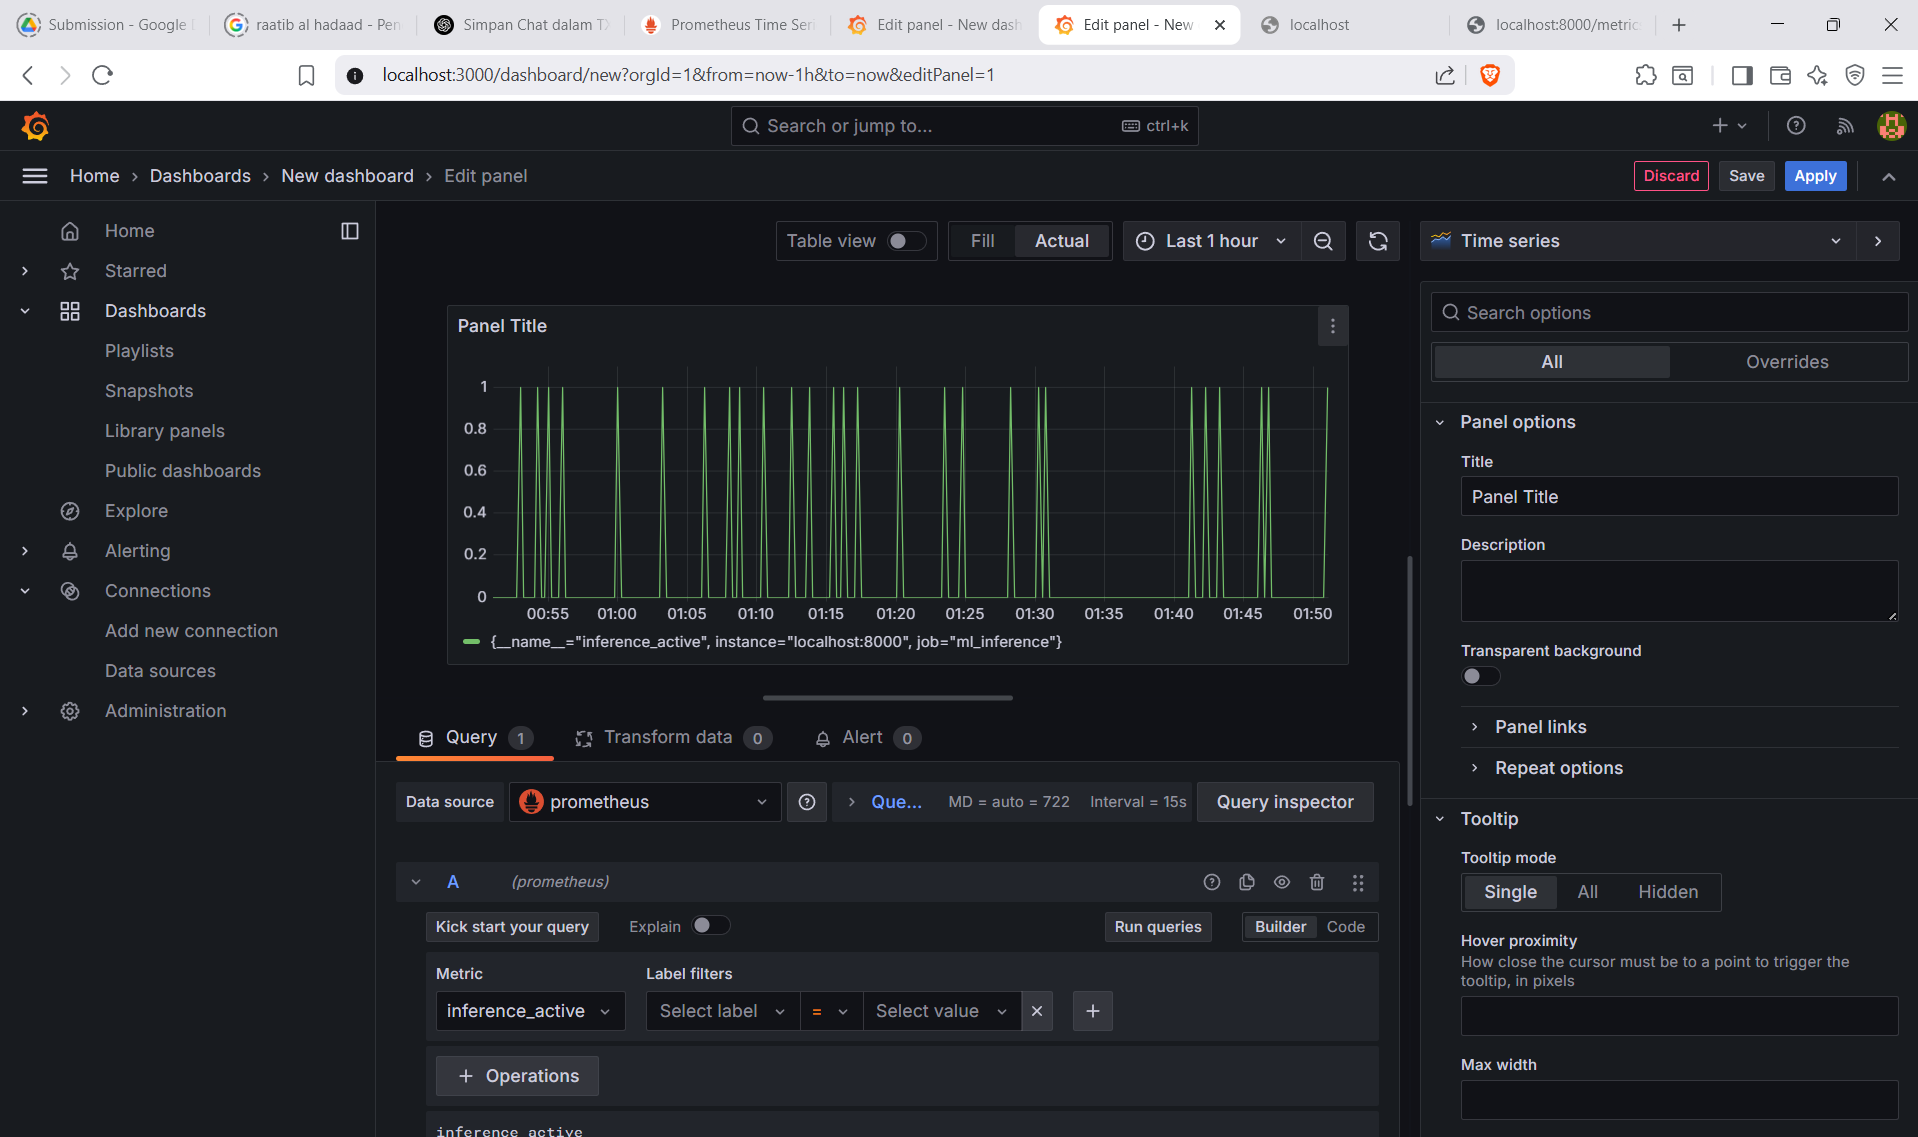 Submission - Google
raatib al hadaad - Pen
Simpan Chat dalam TX
Prometheus Time Seri
Edit panel - New dash
Edit panel - New
localhost
localhost:8000/metric
localhost:3000/dashboard/new?orgId=1&from=now-1h&to=now&editPanel=1
Search or jump to...
ctrl+k
Home › Dashboards › New dashboard › Edit panel
Discard
Save
Apply
Home
Starred
Dashboards
Playlists
Snapshots
Library panels
Public dashboards
Explore
Alerting
Connections
Add new connection
Data sources
Administration
Table view
Fill
Actual
Last 1 hour
Panel Title
1
0.8
0.6
0.4
0.2
0
00:55 01:00 01:05 01:10 01:15 01:20 01:25 01:30 01:35 01:40 01:45 01:50
{__name__="inference_active", instance="localhost:8000", job="ml_inference"}
Query 1
Transform data 0
Alert 0
Data source
prometheus
Que...
MD = auto = 722
Interval = 15s
Query inspector
A
(prometheus)
Kick start your query
Explain
Run queries
Builder
Code
Metric
Label filters
inference_active
Select label
=
Select value
+ Operations
inference_active
Time series
Search options
All
Overrides
Panel options
Title
Panel Title
Description
Transparent background
Panel links
Repeat options
Tooltip
Tooltip mode
Single
All
Hidden
Hover proximity
How close the cursor must be to a point to trigger the
tooltip, in pixels
Max width